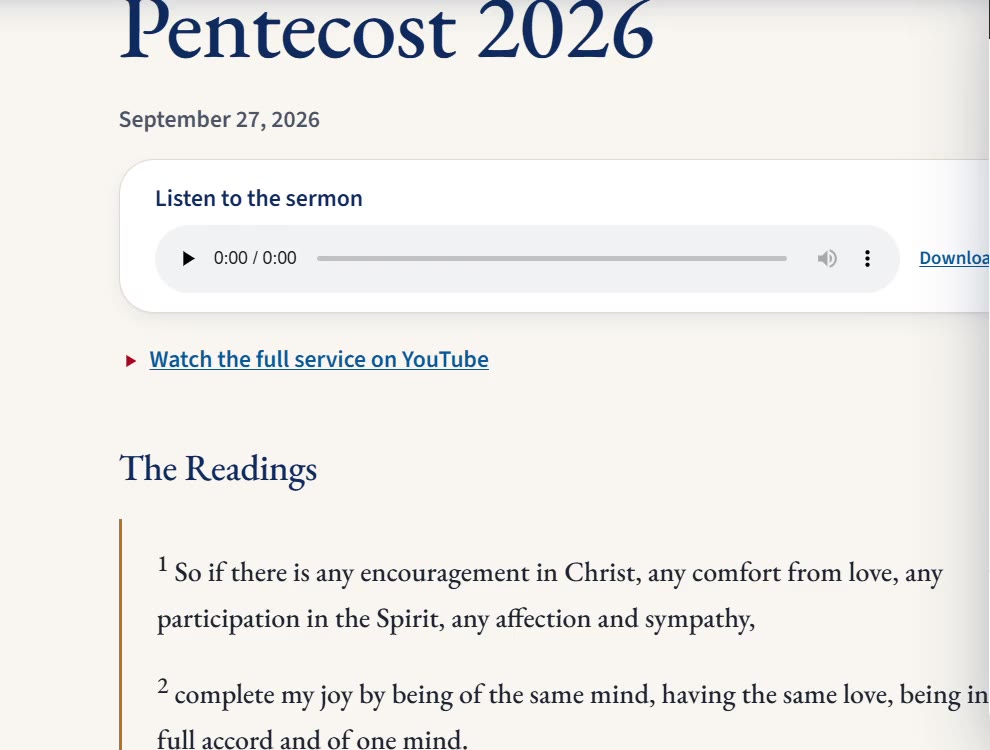 Pentecost 2026
September 27, 2026
Listen to the sermon
0:00 / 0:00
Watch the full service on YouTube
The Readings
1 So if there is any encouragement in Christ, any comfort from love, any
participation in the Spirit, any affection and sympathy,
2 complete my joy by being of the same mind, having the same love, being in
full accord and of one mind.